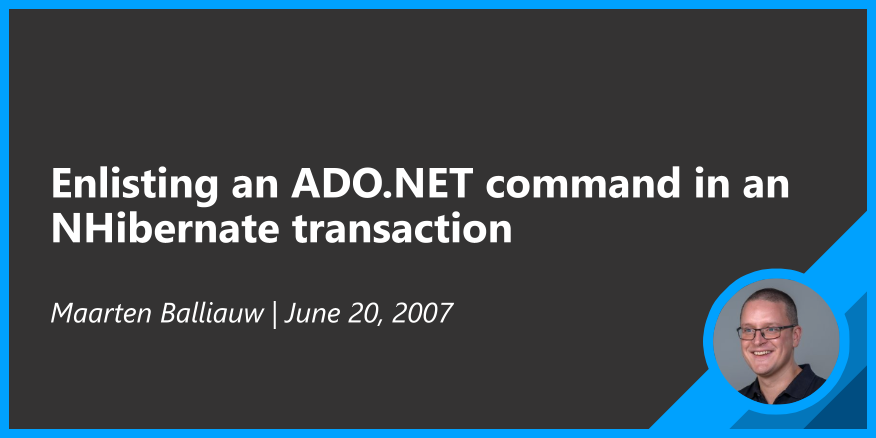 Enlisting an ADO.NET command in an
NHibernate transaction
Maarten Balliauw | June 20, 2007